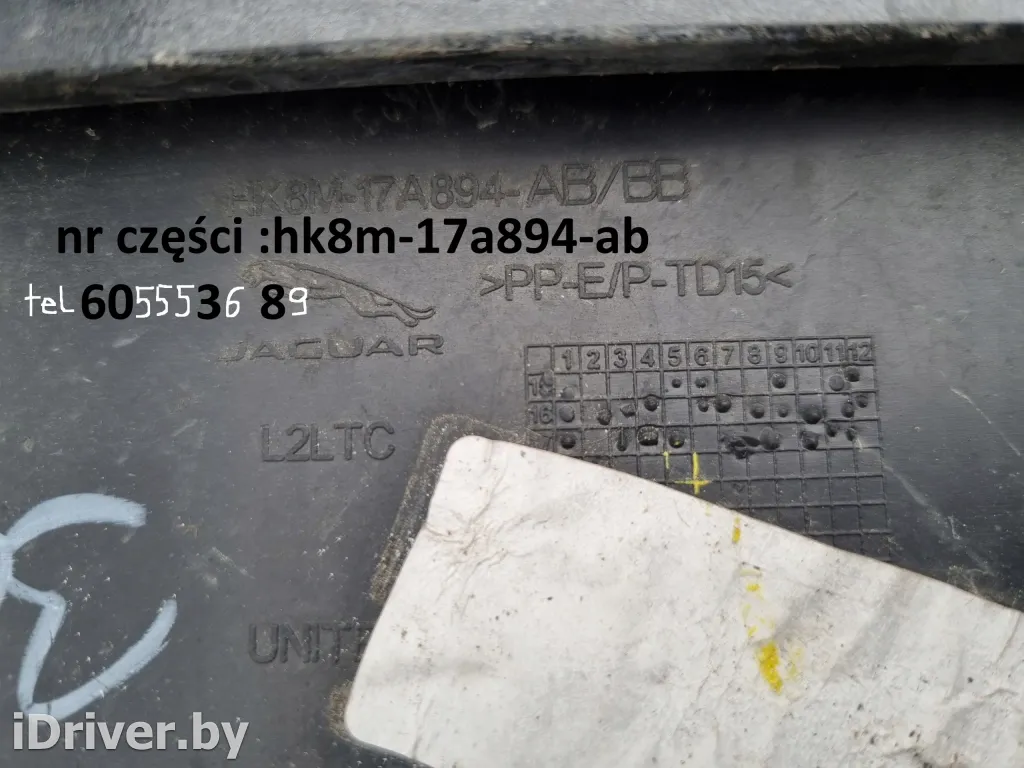 HK8M-17A894-AB/BB
nr części :hk8m-17a894-ab
>PP-E/P-TD15<
tel 605553689
JAGUAR
1 2 3 4 5 6 7 8 9 10 11 12
16
L2LTC
iDriver.by